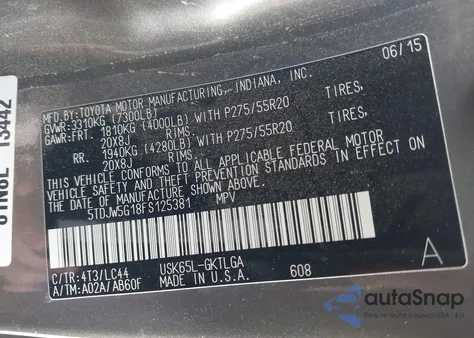 MFD.BY:TOYOTA MOTOR MANUFACTURING, INDIANA, INC. 06/15
GVWR:3310KG (7300LB)
GAWR:FRT. 1810KG (4000LB) WITH P275/55R20 TIRES,
20X8J RIMS.
RR. 1940KG (4280LB) WITH P275/55R20 TIRES,
20X8J RIMS.
THIS VEHICLE CONFORMS TO ALL APPLICABLE FEDERAL MOTOR
VEHICLE SAFETY, BUMPER, AND THEFT PREVENTION STANDARDS IN
EFFECT ON THE DATE OF MANUFACTURE SHOWN ABOVE.
5TDJW5G18FS125381 MPV
C/TR:4T3/LC44 USK65L-GKTLGA A
A/TM:A02A/AB60F MADE IN U.S.A. 608
13442
autoSnap